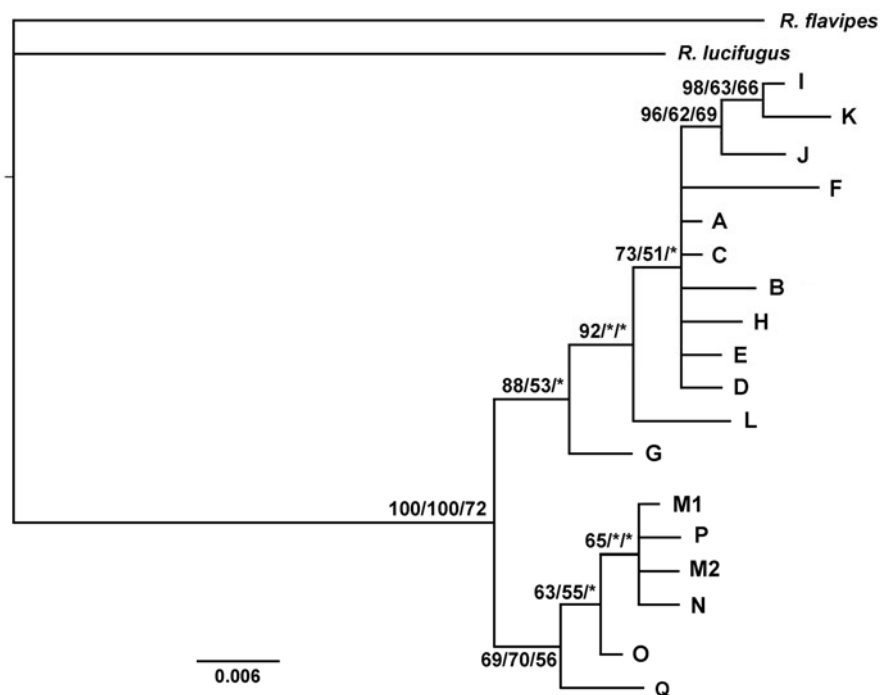 R. flavipes
R. lucifugus
98/63/66
I
96/62/69
K
J
F
A
73/51/*
C
B
H
92/*/*
E
88/53/*
D
L
G
100/100/72
M1
65/*/*
P
M2
63/55/*
N
69/70/56
O
0.006
Q